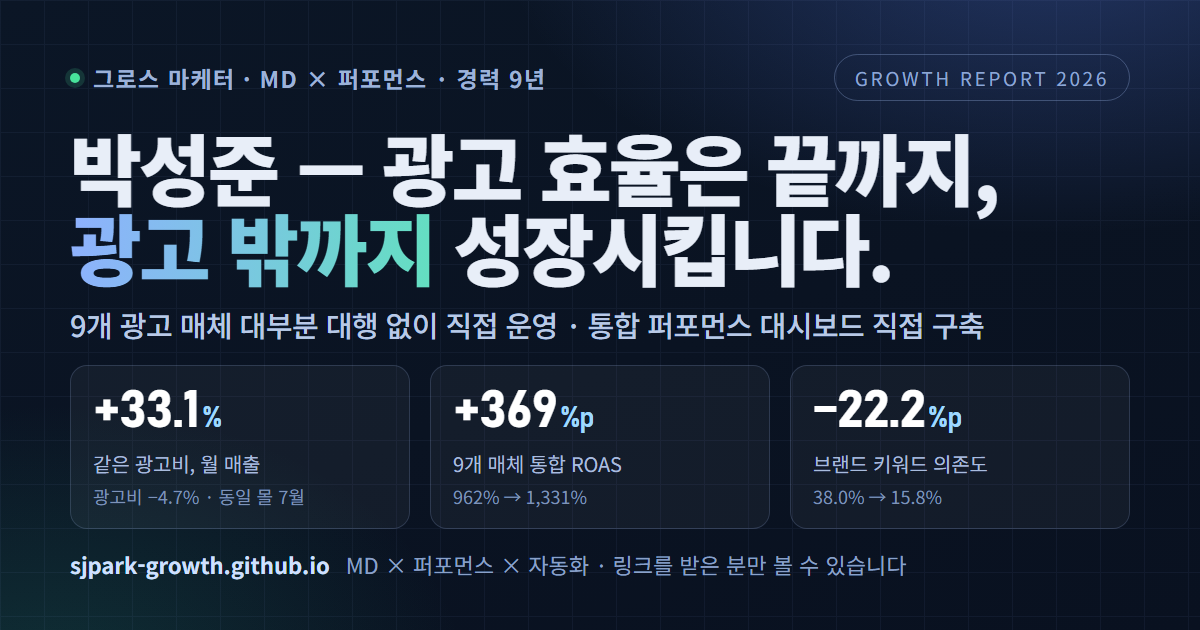 그로스 마케터 · MD × 퍼포먼스 · 경력 9년
GROWTH REPORT 2026
박성준 — 광고 효율은 끝까지,
광고 밖까지 성장시킵니다.
9개 광고 매체 대부분 대행 없이 직접 운영 · 통합 퍼포먼스 대시보드 직접 구축
+33.1%
같은 광고비, 월 매출
광고비 −4.7% · 동일 몰 7월
+369%p
9개 매체 통합 ROAS
962% → 1,331%
−22.2%p
브랜드 키워드 의존도
38.0% → 15.8%
sjpark-growth.github.io MD × 퍼포먼스 × 자동화 · 링크를 받은 분만 볼 수 있습니다